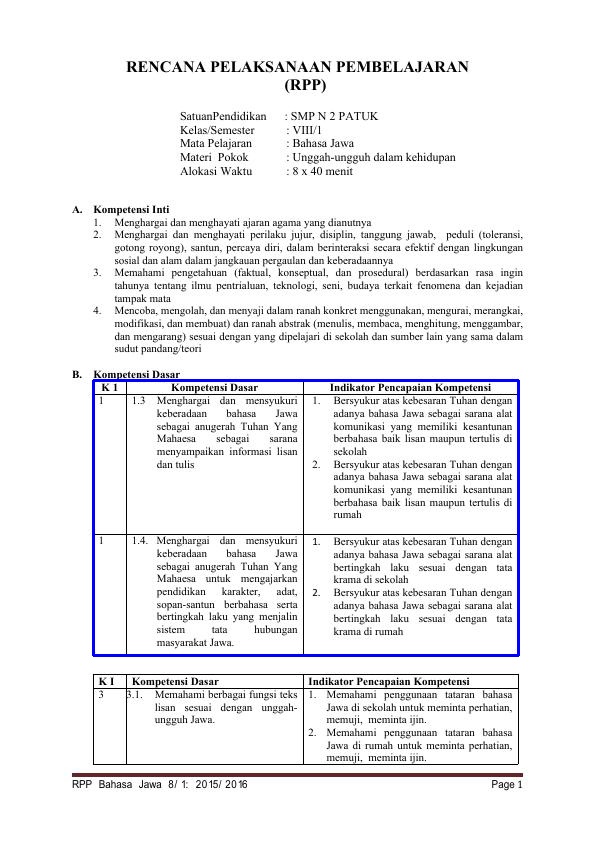 RENCANA PELAKSANAAN PEMBELAJARAN
(RPP)
SatuanPendidikan : SMP N 2 PATUK
Kelas/Semester : VIII/1
Mata Pelajaran : Bahasa Jawa
Materi Pokok : Unggah-ungguh dalam kehidupan
Alokasi Waktu : 8 x 40 menit
A. Kompetensi Inti
1. Menghargai dan menghayati ajaran agama yang dianutnya
2. Menghargai dan menghayati perilaku jujur, disiplin, tanggung jawab, peduli (toleransi,
gotong royong), santun, percaya diri, dalam berinteraksi secara efektif dengan lingkungan
sosial dan alam dalam jangkauan pergaulan dan keberadaannya
3. Memahami pengetahuan (faktual, konseptual, dan prosedural) berdasarkan rasa ingin
tahunya tentang ilmu pentrialuan, teknologi, seni, budaya terkait fenomena dan kejadian
tampak mata
4. Mencoba, mengolah, dan menyaji dalam ranah konkret menggunakan, mengurai, merangkai,
modifikasi, dan membuat) dan ranah abstrak (menulis, membaca, menghitung, menggambar,
dan mengarang) sesuai dengan yang dipelajari di sekolah dan sumber lain yang sama dalam
sudut pandang/teori
B. Kompetensi Dasar
K 1 Kompetensi Dasar Indikator Pencapaian Kompetensi
1 1.3 Menghargai dan mensyukuri
keberadaan bahasa Jawa
sebagai anugerah Tuhan Yang
Mahaesa sebagai sarana
menyampaikan informasi lisan
dan tulis
1. Bersyukur atas kebesaran Tuhan dengan
adanya bahasa Jawa sebagai sarana alat
komunikasi yang memiliki kesantunan
berbahasa baik lisan maupun tertulis di
sekolah
2. Bersyukur atas kebesaran Tuhan dengan
adanya bahasa Jawa sebagai sarana alat
komunikasi yang memiliki kesantunan
berbahasa baik lisan maupun tertulis di
rumah
1 1.4. Menghargai dan mensyukuri
keberadaan bahasa Jawa
sebagai anugerah Tuhan Yang
Mahaesa untuk mengajarkan
pendidikan karakter, adat,
sopan-santun berbahasa serta
bertingkah laku yang menjalin
sistem tata hubungan
masyarakat Jawa.
1. Bersyukur atas kebesaran Tuhan dengan
adanya bahasa Jawa sebagai sarana alat
bertingkah laku sesuai dengan tata
krama di sekolah
2. Bersyukur atas kebesaran Tuhan dengan
adanya bahasa Jawa sebagai sarana alat
bertingkah laku sesuai dengan tata
krama di rumah
K I Kompetensi Dasar Indikator Pencapaian Kompetensi
3 3.1. Memahami berbagai fungsi teks
lisan sesuai dengan unggah-
ungguh Jawa.
1. Memahami penggunaan tataran bahasa
Jawa di sekolah untuk meminta perhatian,
memuji, meminta ijin.
2. Memahami penggunaan tataran bahasa
Jawa di rumah untuk meminta perhatian,
memuji, meminta ijin.
RPP Bahasa Jawa 8/ 1: 2015/ 2016 Page 1